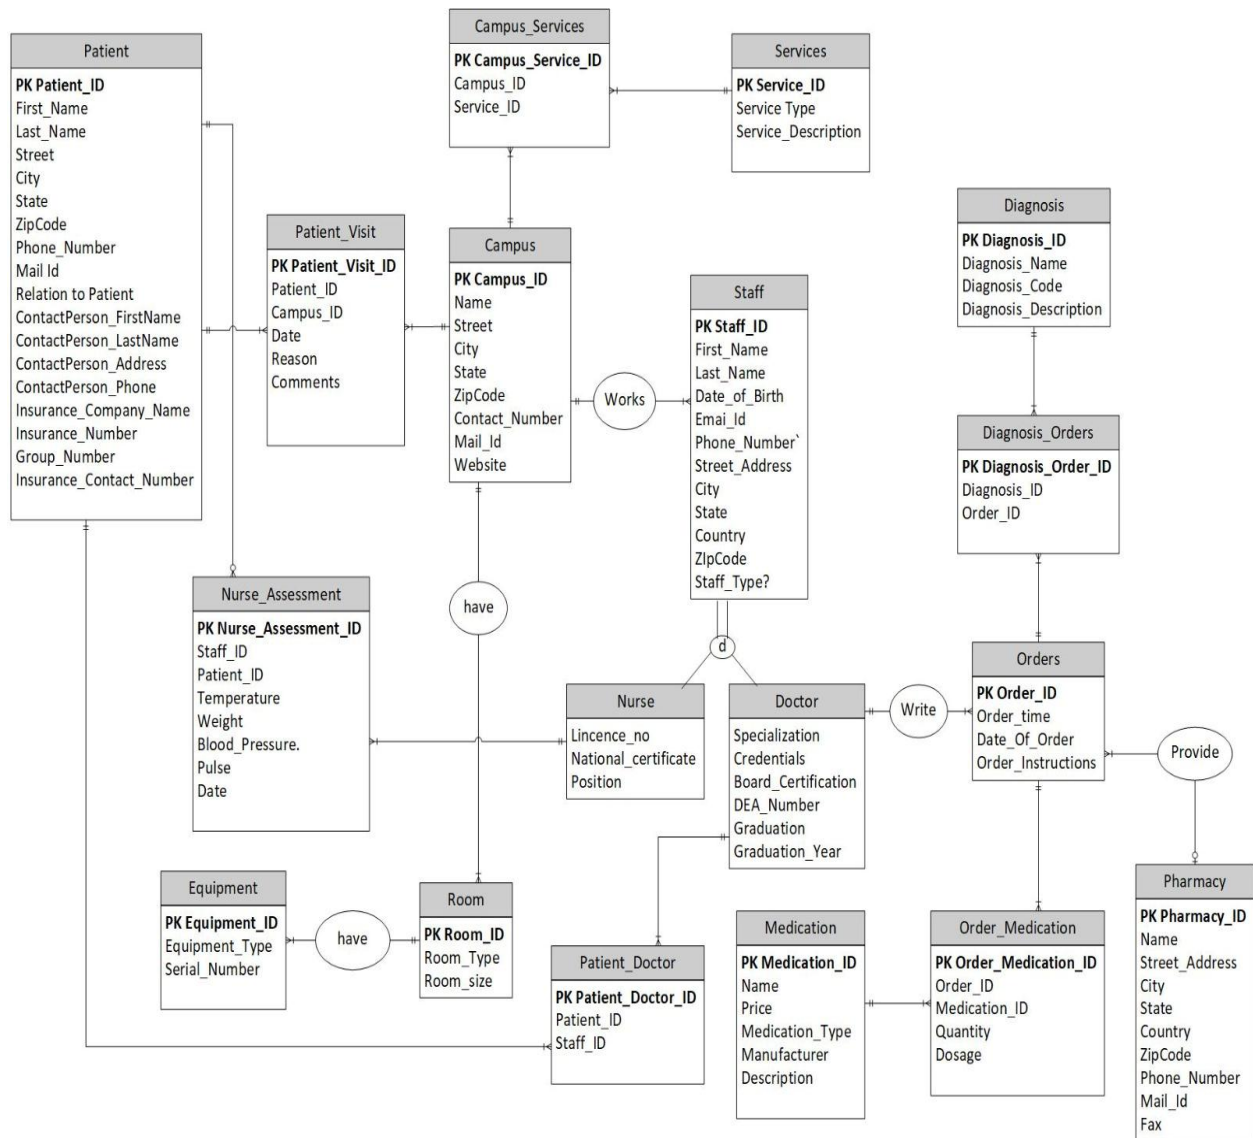 Patient
PK Patient_ID
First_Name
Last_Name
Street
City
State
ZipCode
Phone_Number
Mail Id
Relation to Patient
ContactPerson_FirstName
ContactPerson_LastName
ContactPerson_Address
ContactPerson_Phone
Insurance_Company_Name
Insurance_Number
Group_Number
Insurance_Contact_Number
Campus_Services
PK Campus_Service_ID
Campus_ID
Service_ID
Services
PK Service_ID
Service Type
Service_Description
Patient_Visit
PK Patient_Visit_ID
Patient_ID
Campus_ID
Date
Reason
Comments
Campus
PK Campus_ID
Name
Street
City
State
ZipCode
Contact_Number
Mail_Id
Website
Works
Staff
PK Staff_ID
First_Name
Last_Name
Date_of_Birth
Emai_Id
Phone_Number`
Street_Address
City
State
Country
ZIpCode
Staff_Type?
Diagnosis
PK Diagnosis_ID
Diagnosis_Name
Diagnosis_Code
Diagnosis_Description
Diagnosis_Orders
PK Diagnosis_Order_ID
Diagnosis_ID
Order_ID
Nurse_Assessment
PK Nurse_Assessment_ID
Staff_ID
Patient_ID
Temperature
Weight
Blood_Pressure.
Pulse
Date
have
d
Nurse
Lincence_no
National_certificate
Position
Doctor
Specialization
Credentials
Board_Certification
DEA_Number
Graduation
Graduation_Year
Write
Orders
PK Order_ID
Order_time
Date_Of_Order
Order_Instructions
Provide
Equipment
PK Equipment_ID
Equipment_Type
Serial_Number
have
Room
PK Room_ID
Room_Type
Room_size
Patient_Doctor
PK Patient_Doctor_ID
Patient_ID
Staff_ID
Medication
PK Medication_ID
Name
Price
Medication_Type
Manufacturer
Description
Order_Medication
PK Order_Medication_ID
Order_ID
Medication_ID
Quantity
Dosage
Pharmacy
PK Pharmacy_ID
Name
Street_Address
City
State
Country
ZipCode
Phone_Number
Mail_Id
Fax